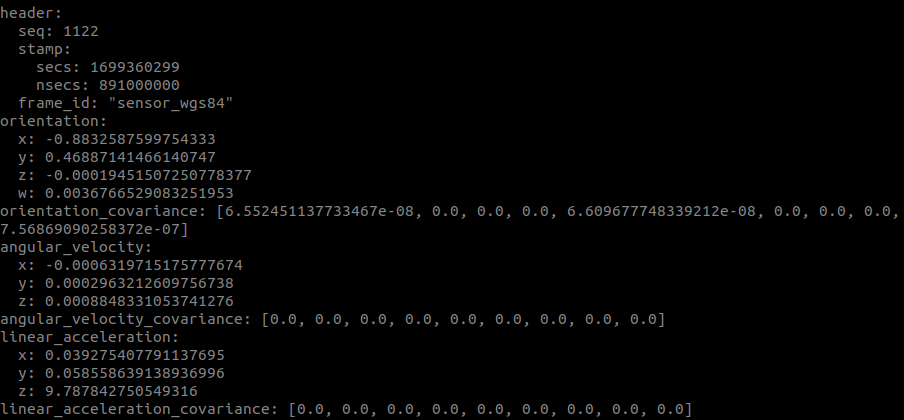 header:
  seq: 1122
  stamp:
    secs: 1699360299
    nsecs: 891000000
  frame_id: "sensor_wgs84"
orientation:
  x: -0.8832587599754333
  y: 0.46887141466140747
  z: -0.00019451507250778377
  w: 0.0036766529083251953
orientation_covariance: [6.552451137733467e-08, 0.0, 0.0, 0.0, 6.609677748339212e-08, 0.0, 0.0, 0.0,
7.56869090258372e-07]
angular_velocity:
  x: -0.0006319715175777674
  y: 0.0002963212609756738
  z: 0.0008848331053741276
angular_velocity_covariance: [0.0, 0.0, 0.0, 0.0, 0.0, 0.0, 0.0, 0.0, 0.0]
linear_acceleration:
  x: 0.039275407791137695
  y: 0.058558639138936996
  z: 9.787842750549316
linear_acceleration_covariance: [0.0, 0.0, 0.0, 0.0, 0.0, 0.0, 0.0, 0.0, 0.0]